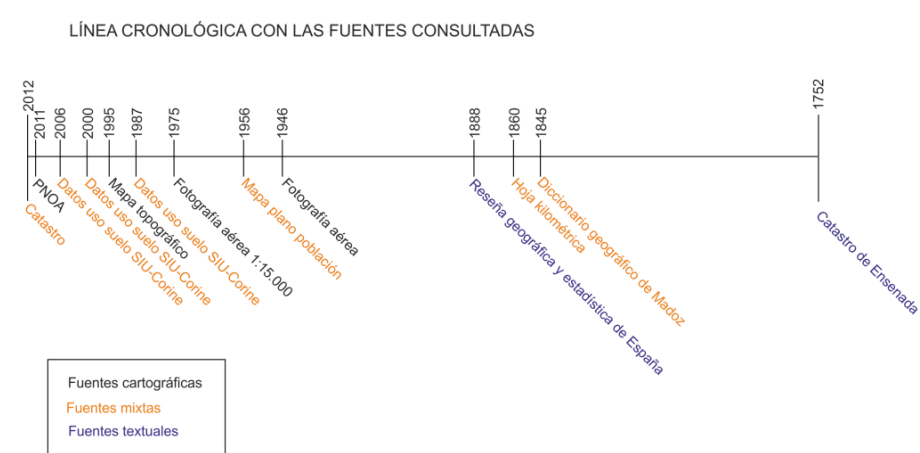 LÍNEA CRONOLÓGICA CON LAS FUENTES CONSULTADAS
2012
2011
2006
2000
1995
1987
1975
1956
1946
1888
1860
1845
1752
Catastro
PNOA
Datos uso suelo SIU-Corine
Datos uso suelo SIU-Corine
Mapa topográfico
Datos uso suelo SIU-Corine
Fotografía aérea 1:15.000
Mapa plano población
Fotografía aérea
Reseña geográfica y estadística de España
Hoja kilométrica
Diccionario geográfico de Madoz
Catastro de Ensenada
Fuentes cartográficas
Fuentes mixtas
Fuentes textuales